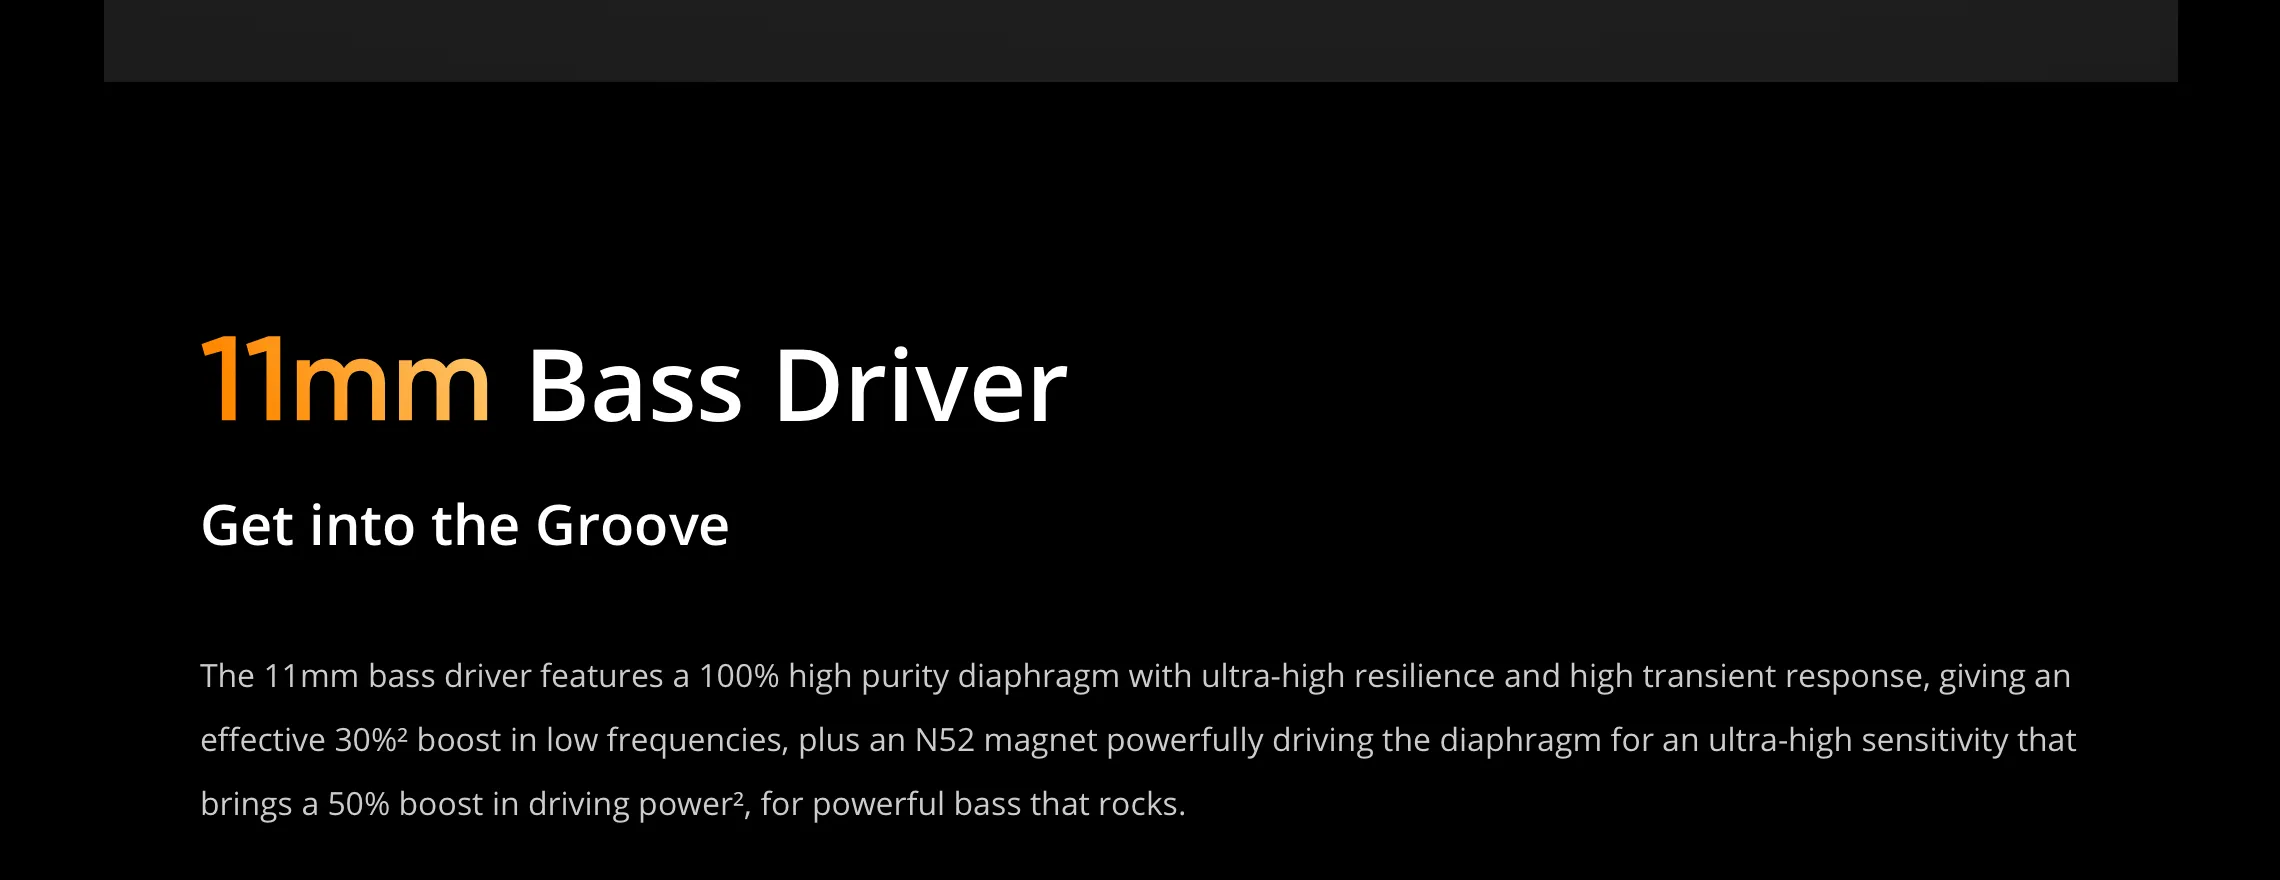 11mm Bass Driver
Get into the Groove
The 11mm bass driver features a 100% high purity diaphragm with ultra-high resilience and high transient response, giving an
effective 30%² boost in low frequencies, plus an N52 magnet powerfully driving the diaphragm for an ultra-high sensitivity that
brings a 50% boost in driving power², for powerful bass that rocks.